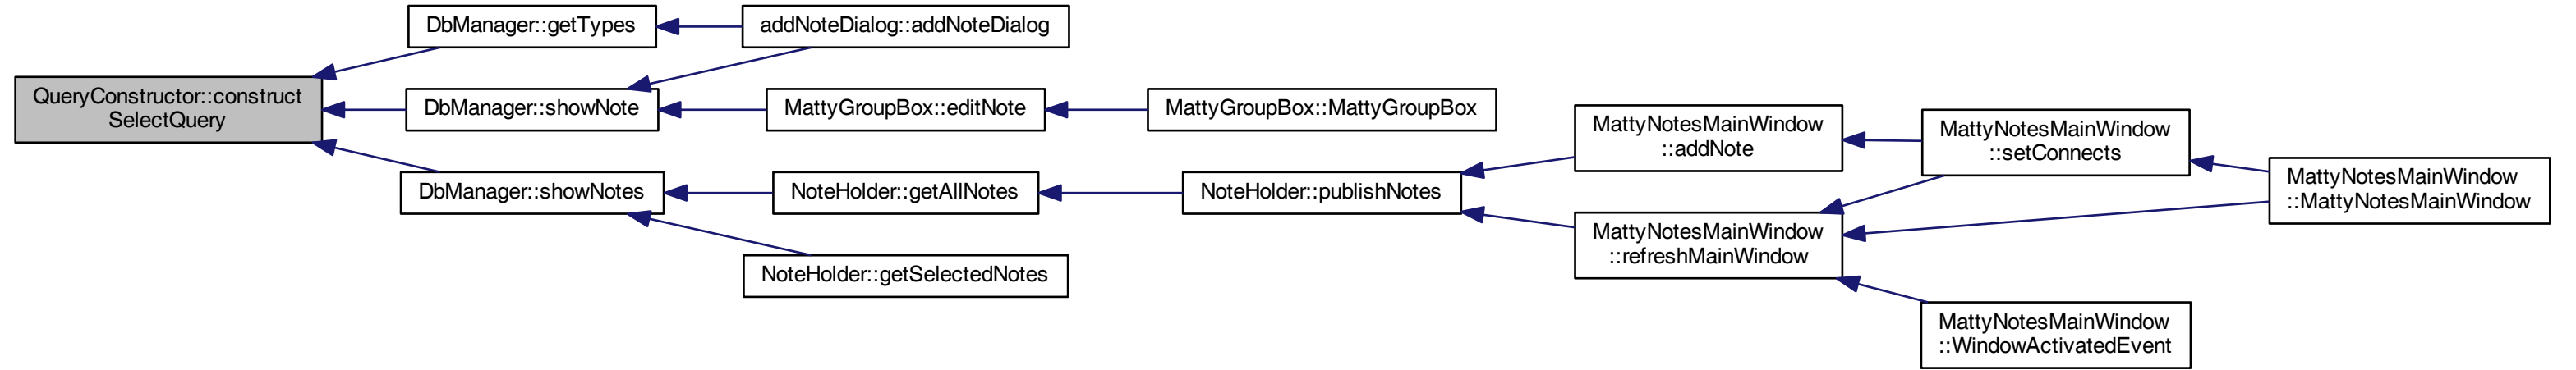 DbManager::getTypes
addNoteDialog::addNoteDialog
QueryConstructor::construct
SelectQuery
DbManager::showNote
MattyGroupBox::editNote
MattyGroupBox::MattyGroupBox
MattyNotesMainWindow
::addNote
MattyNotesMainWindow
::setConnects
DbManager::showNotes
NoteHolder::getAllNotes
NoteHolder::publishNotes
MattyNotesMainWindow
::MattyNotesMainWindow
MattyNotesMainWindow
::refreshMainWindow
NoteHolder::getSelectedNotes
MattyNotesMainWindow
::WindowActivatedEvent